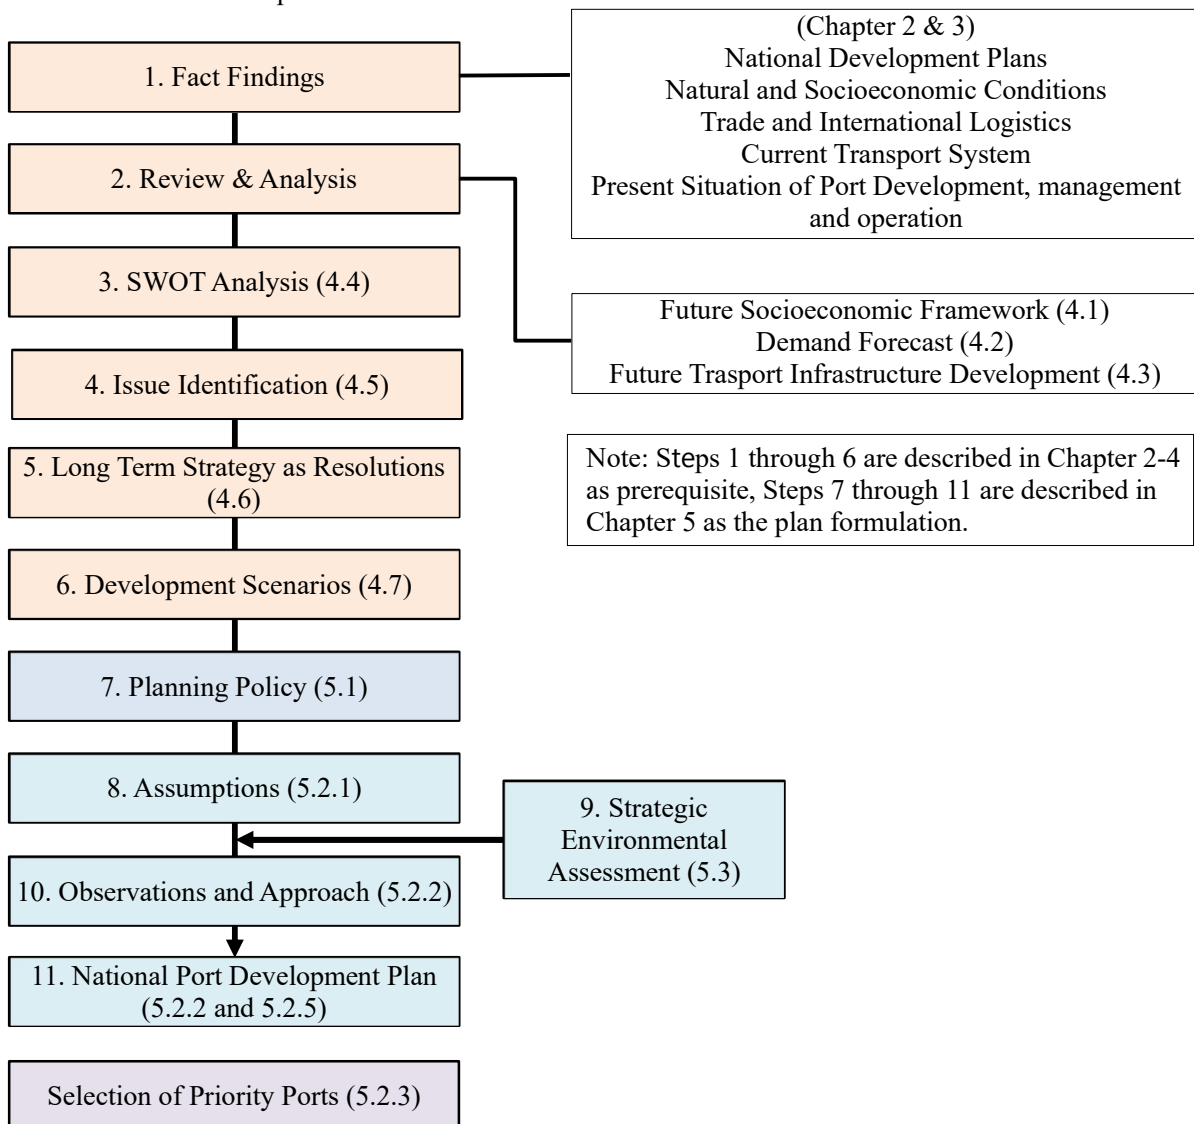 1. Fact Findings
(Chapter 2 & 3)
National Development Plans
Natural and Socioeconomic Conditions
Trade and International Logistics
Current Transport System
Present Situation of Port Development, management
and operation
2. Review & Analysis
3. SWOT Analysis (4.4)
Future Socioeconomic Framework (4.1)
Demand Forecast (4.2)
Future Trasport Infrastructure Development (4.3)
4. Issue Identification (4.5)
5. Long Term Strategy as Resolutions
(4.6)
Note: Steps 1 through 6 are described in Chapter 2-4
as prerequisite, Steps 7 through 11 are described in
Chapter 5 as the plan formulation.
6. Development Scenarios (4.7)
7. Planning Policy (5.1)
8. Assumptions (5.2.1)
9. Strategic
Environmental
Assessment (5.3)
10. Observations and Approach (5.2.2)
11. National Port Development Plan
(5.2.2 and 5.2.5)
Selection of Priority Ports (5.2.3)